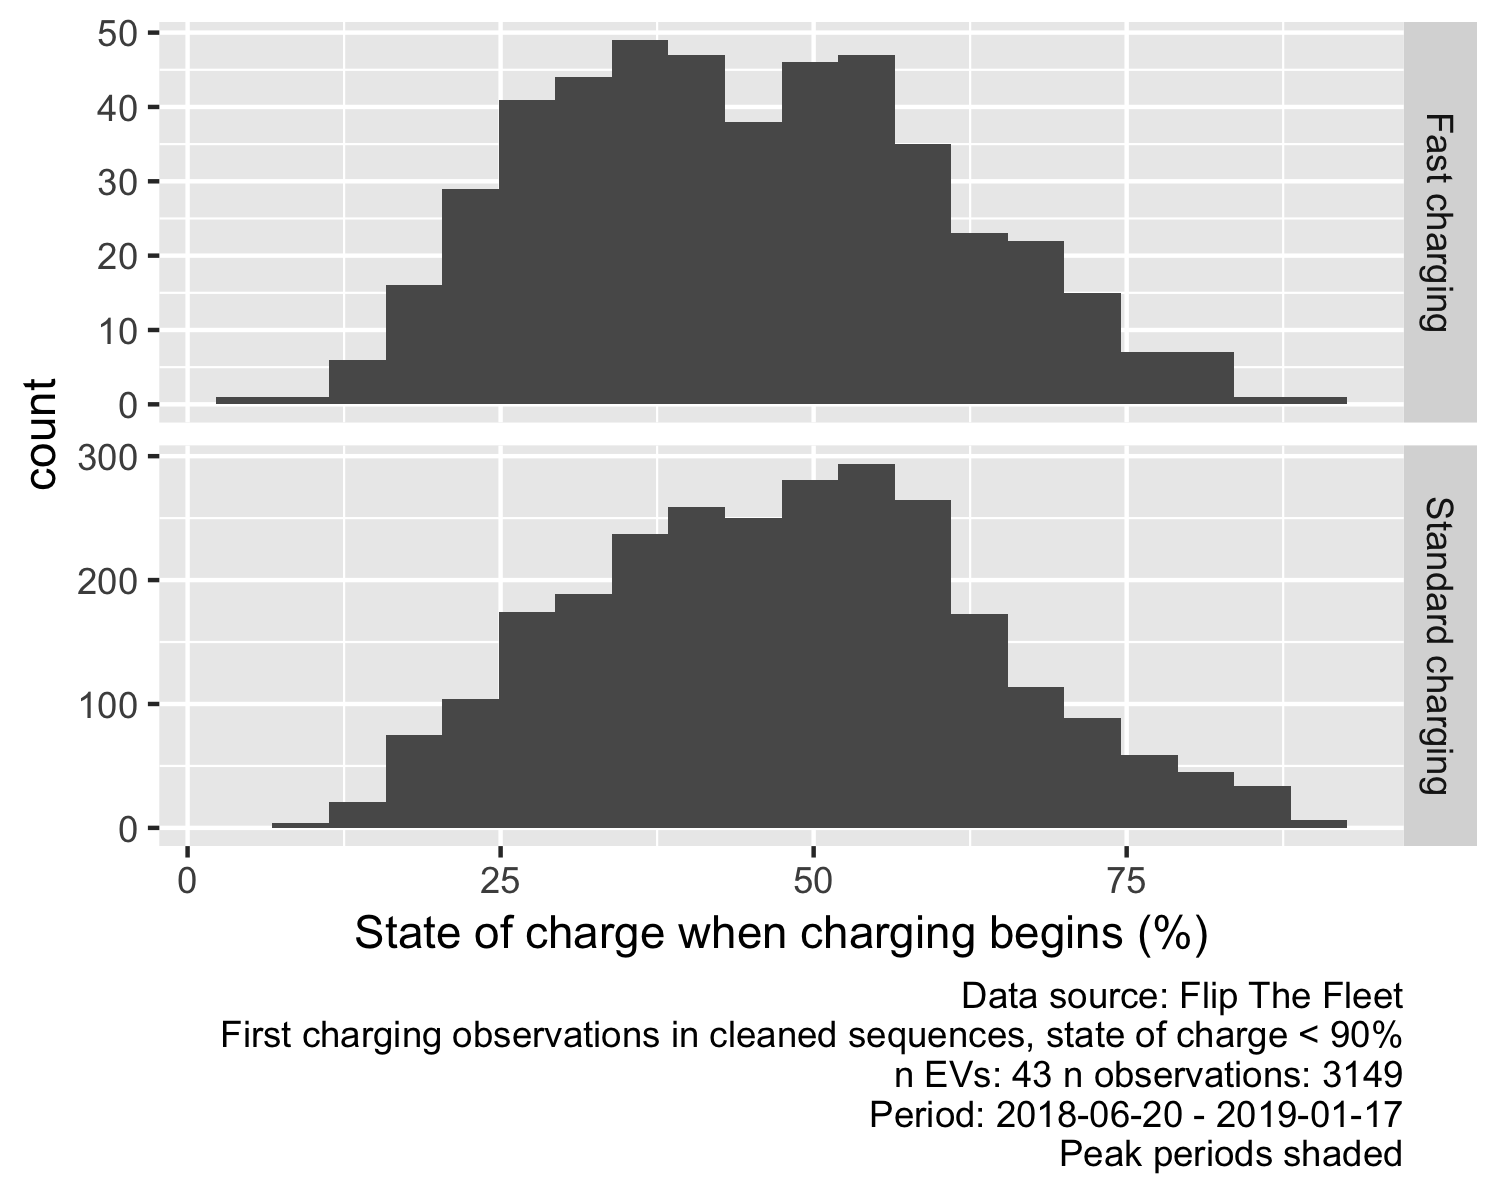 50
40
30
20
10
0
Fast charging
count
300
200
100
0
Standard charging
0 25 50 75
State of charge when charging begins (%)
Data source: Flip The Fleet
First charging observations in cleaned sequences, state of charge < 90%
n EVs: 43 n observations: 3149
Period: 2018-06-20 - 2019-01-17
Peak periods shaded